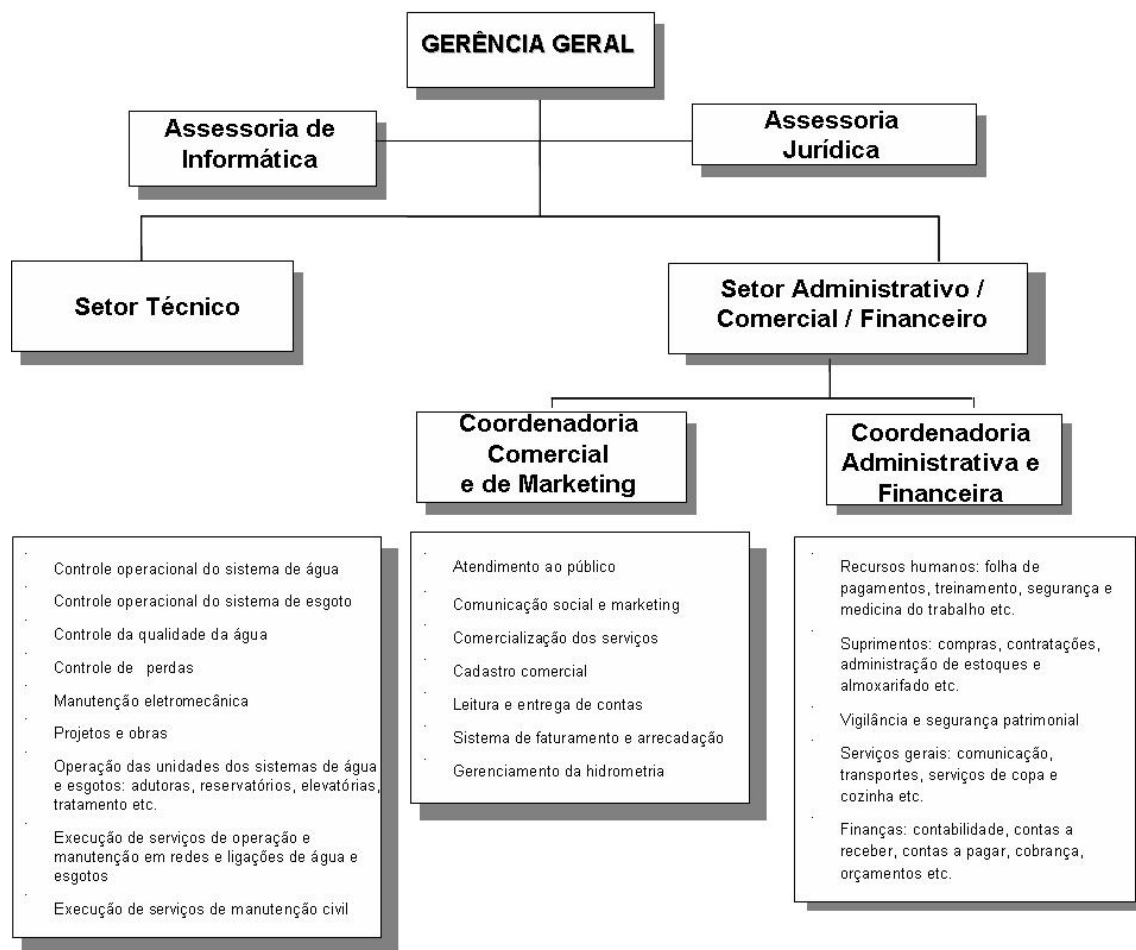 GERÊNCIA GERAL
Assessoria de
Informática
Assessoria
Jurídica
Setor Técnico
Setor Administrativo /
Comercial / Financeiro
Coordenadoria
Comercial
e de Marketing
Coordenadoria
Administrativa e
Financeira
Controle operacional do sistema de água
Controle operacional do sistema de esgoto
Controle da qualidade da água
Controle de perdas
Manutenção eletromecânica
Projetos e obras
Operação das unidades dos sistemas de água
e esgotos: adutoras, reservatórios, elevatórias,
tratamento etc.
Execução de serviços de operação e
manutenção em redes e ligações de água e
esgotos
Execução de serviços de manutenção civil
Atendimento ao público
Comunicação social e marketing
Comercialização dos serviços
Cadastro comercial
Leitura e entrega de contas
Sistema de faturamento e arrecadação
Gerenciamento da hidrometria
Recursos humanos: folha de
pagamentos, treinamento, segurança e
medicina do trabalho etc.
Suprimentos: compras, contratações,
administração de estoques e
almoxarifado etc.
Vigilância e segurança patrimonial
Serviços gerais: comunicação,
transportes, serviços de copa e
cozinha etc.
Finanças: contabilidade, contas a
receber, contas a pagar, cobrança,
orçamentos etc.